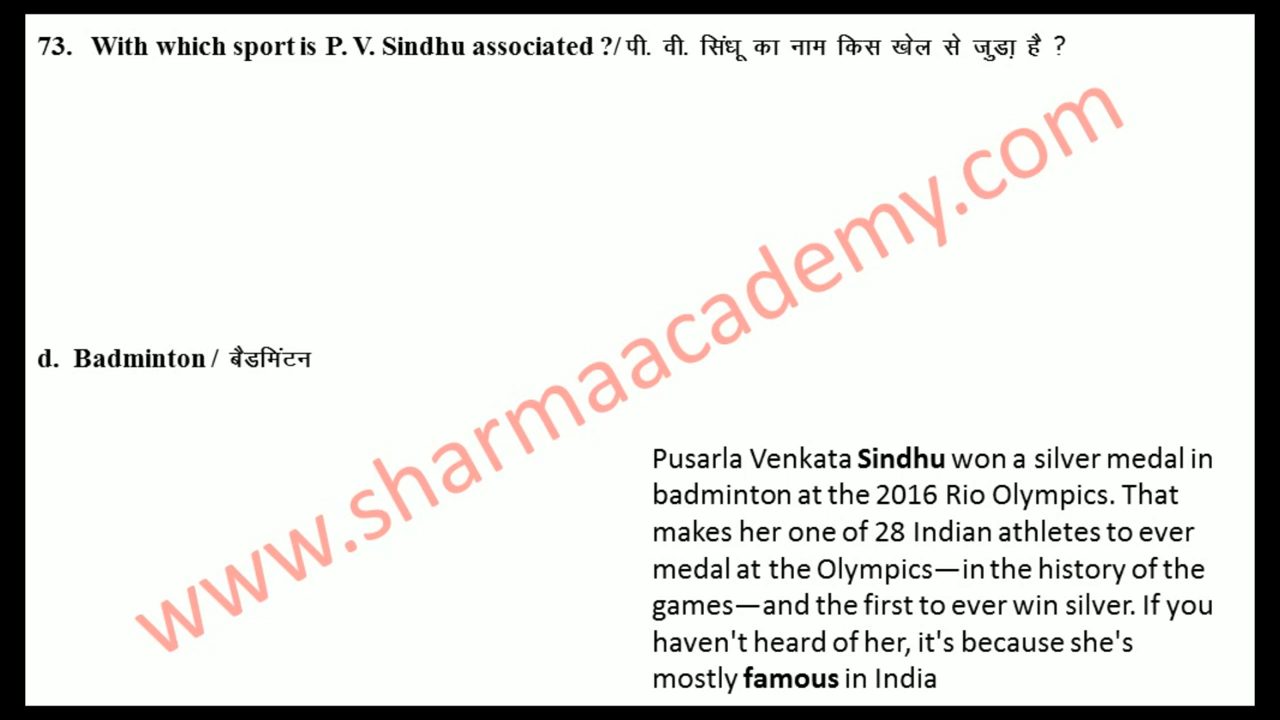 73. With which sport is P. V. Sindhu associated ?/ पी. वी. सिंधू का नाम किस खेल से जुड़ा है ?
www.sharmaacademy.com
d. Badminton / बैडमिंटन
Pusarla Venkata Sindhu won a silver medal in
badminton at the 2016 Rio Olympics. That
makes her one of 28 Indian athletes to ever
medal at the Olympics—in the history of the
games—and the first to ever win silver. If you
haven't heard of her, it's because she's
mostly famous in India